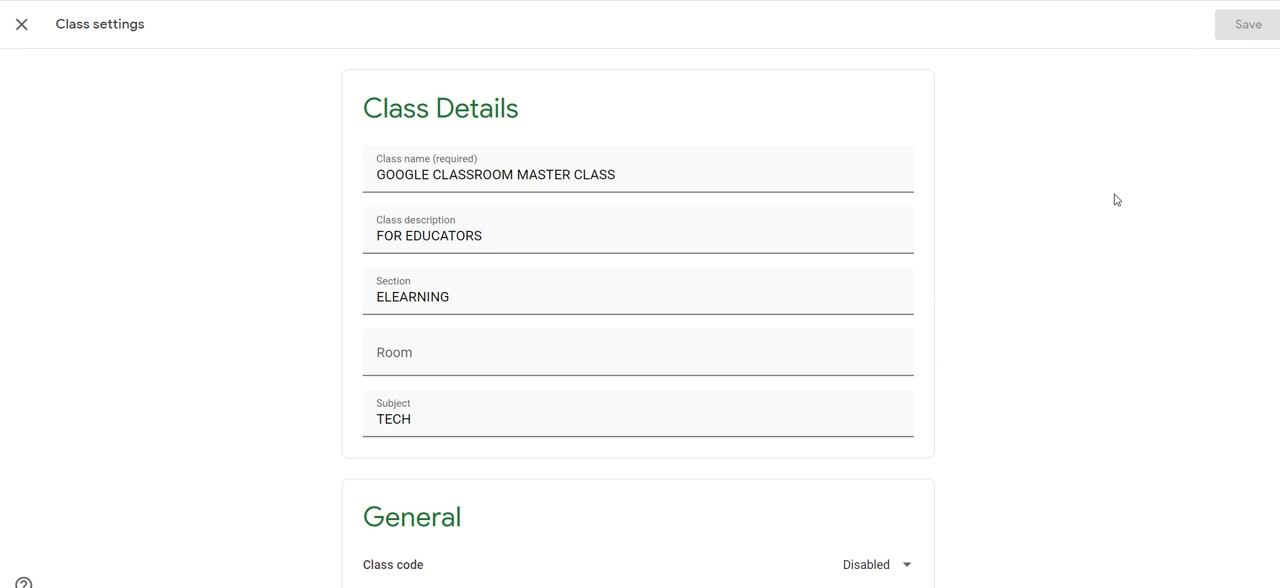 Class settings
Save
Class Details
Class name (required)
GOOGLE CLASSROOM MASTER CLASS
Class description
FOR EDUCATORS
Section
ELEARNING
Room
Subject
TECH
General
Class code Disabled